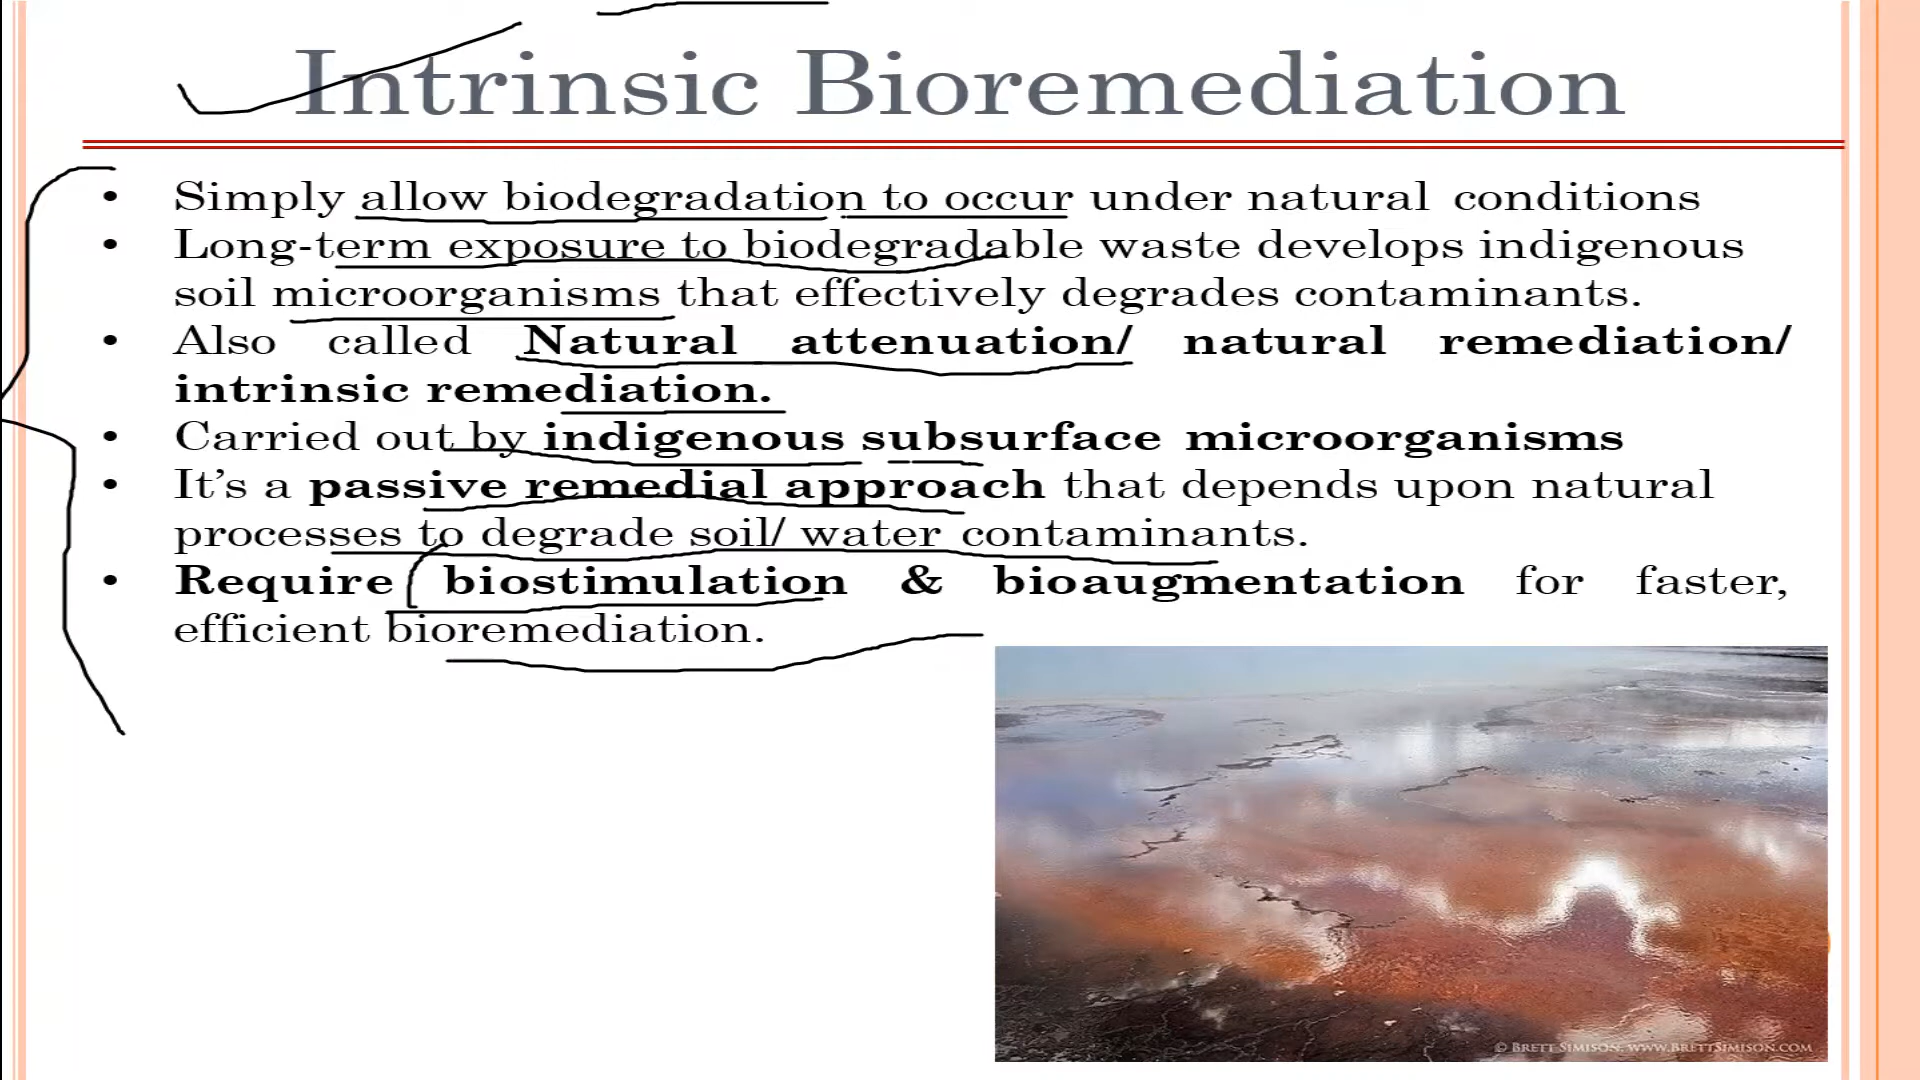 Intrinsic Bioremediation
• Simply allow biodegradation to occur under natural conditions
• Long-term exposure to biodegradable waste develops indigenous
soil microorganisms that effectively degrades contaminants.
• Also called Natural attenuation/ natural remediation/
intrinsic remediation.
• Carried out by indigenous subsurface microorganisms
• It’s a passive remedial approach that depends upon natural
processes to degrade soil/ water contaminants.
• Require biostimulation & bioaugmentation for faster,
efficient bioremediation.
© BRETT SIMISON. WWW.BRETTSIMISON.COM